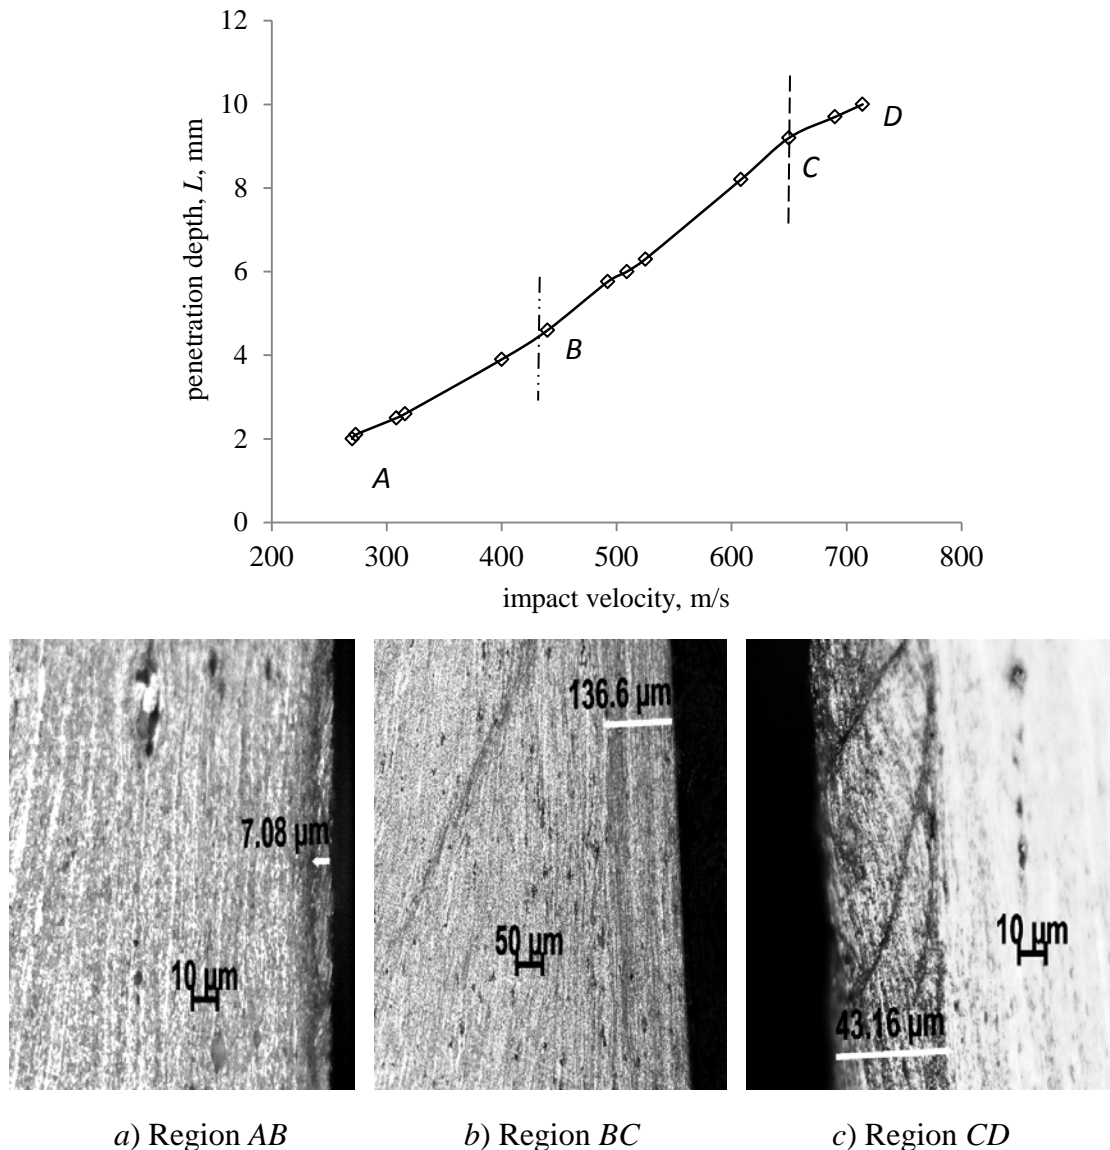 12
10
8
6
4
2
0
penetration depth, L, mm
A
B
C
D
200 300 400 500 600 700 800
impact velocity, m/s
7.08 µm
10 µm
136.6 µm
50 µm
10 µm
43.16 µm
a) Region AB b) Region BC c) Region CD